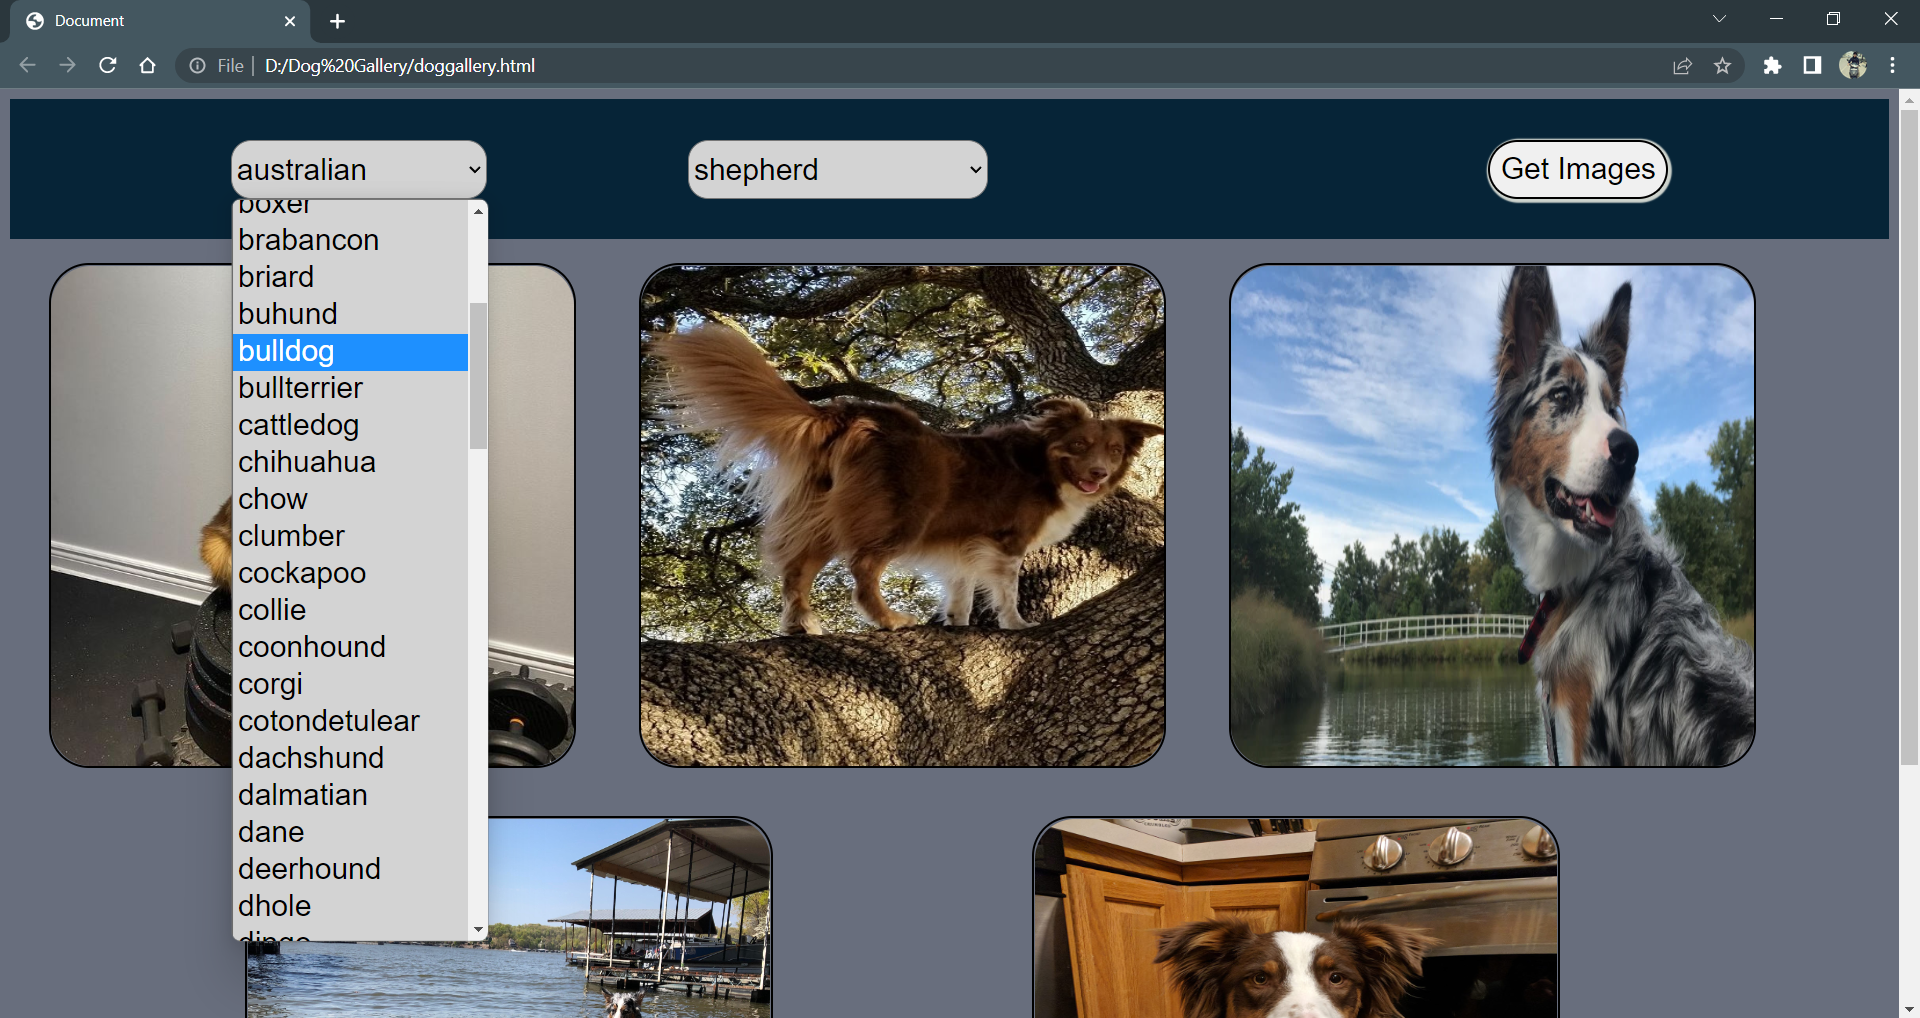 Document
File
D:/Dog%20Gallery/doggallery.html
australian
shepherd
Get Images
boxer
brabancon
briard
buhund
bulldog
bullterrier
cattledog
chihuahua
chow
clumber
cockapoo
collie
coonhound
corgi
cotondetulear
dachshund
dalmatian
dane
deerhound
dhole
dingo